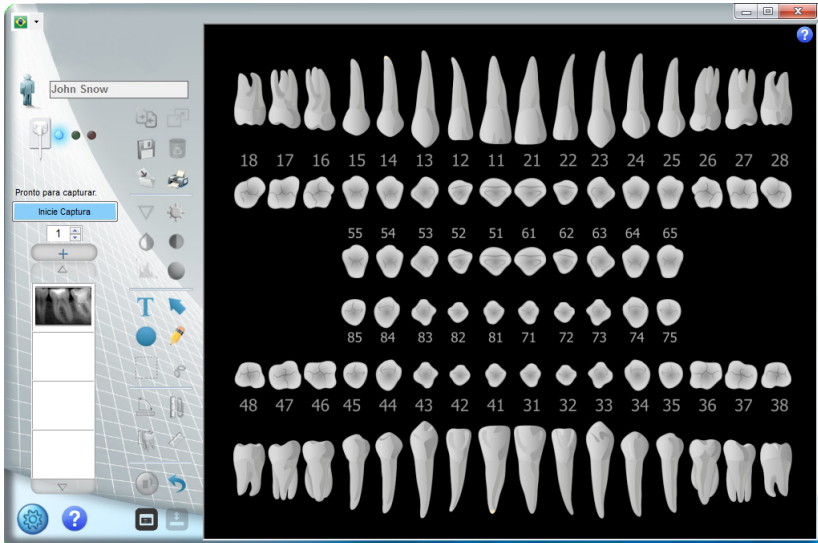 John Snow
Pronto para capturar.
Inicie Captura
1
T
18 17 16 15 14 13 12 11 21 22 23 24 25 26 27 28
55 54 53 52 51 61 62 63 64 65
85 84 83 82 81 71 72 73 74 75
48 47 46 45 44 43 42 41 31 32 33 34 35 36 37 38